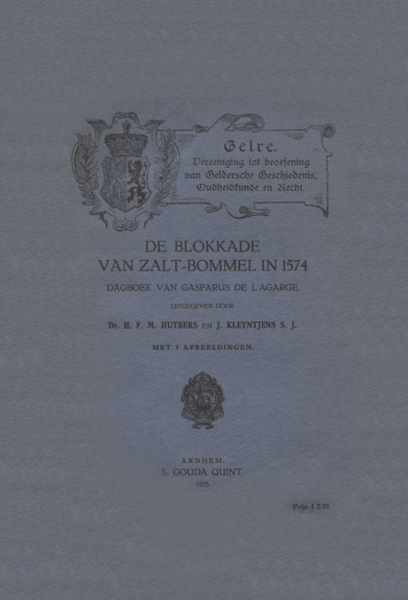 Gelre.
Vereeniging tot beoefening
van Geldersche Geschiedenis,
Oudheidkunde en Recht.
DE BLOKKADE
VAN ZALT-BOMMEL IN 1574
DAGBOEK VAN GASPARUS DE L'AGARGE.
UITGEGEVEN DOOR
Dr. H. F. M. HUYBERS EN J. KLEYNTJENS S. J.
MET 3 AFBEELDINGEN.
ARNHEM.
S. GOUDA QUINT.
Prijs f 2.50